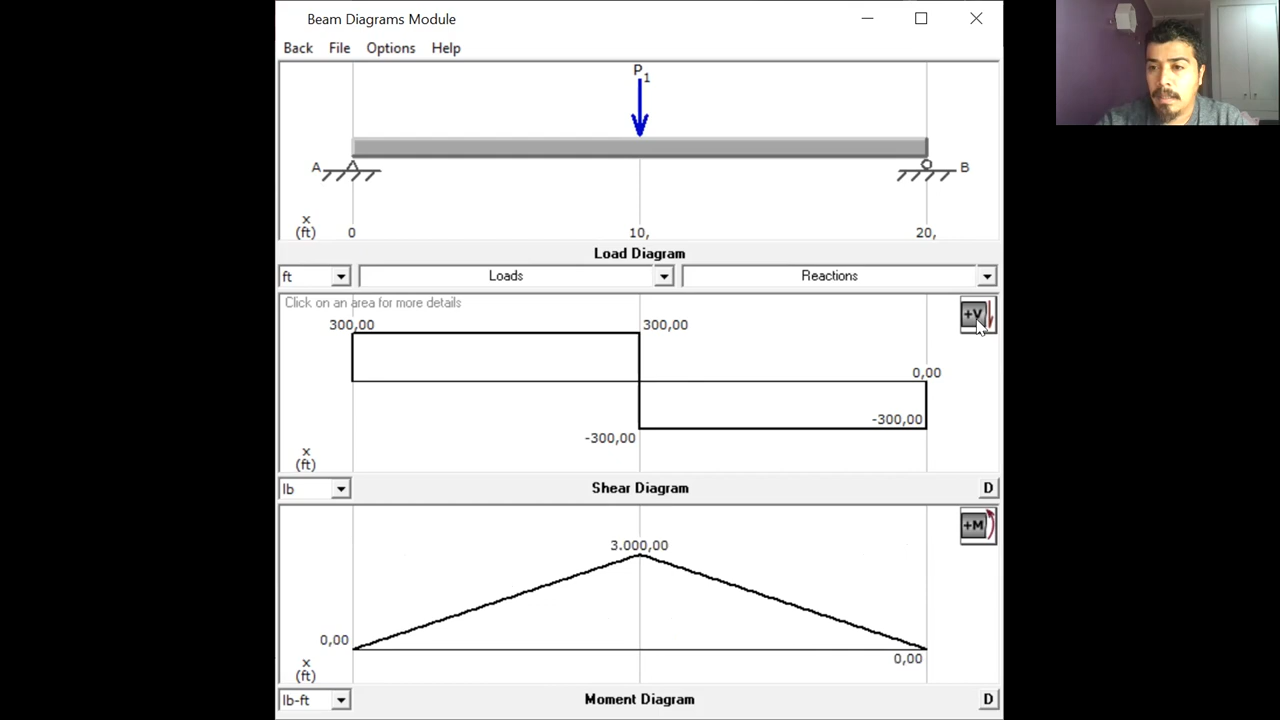 Beam Diagrams Module
Back File Options Help
P1
A B
x
(ft) 0 10, 20,
Load Diagram
ft Loads Reactions
Click on an area for more details
+V
300,00 300,00
0,00
-300,00
-300,00
x
(ft)
lb Shear Diagram D
+M
3.000,00
0,00
0,00
x
(ft)
lb-ft Moment Diagram D